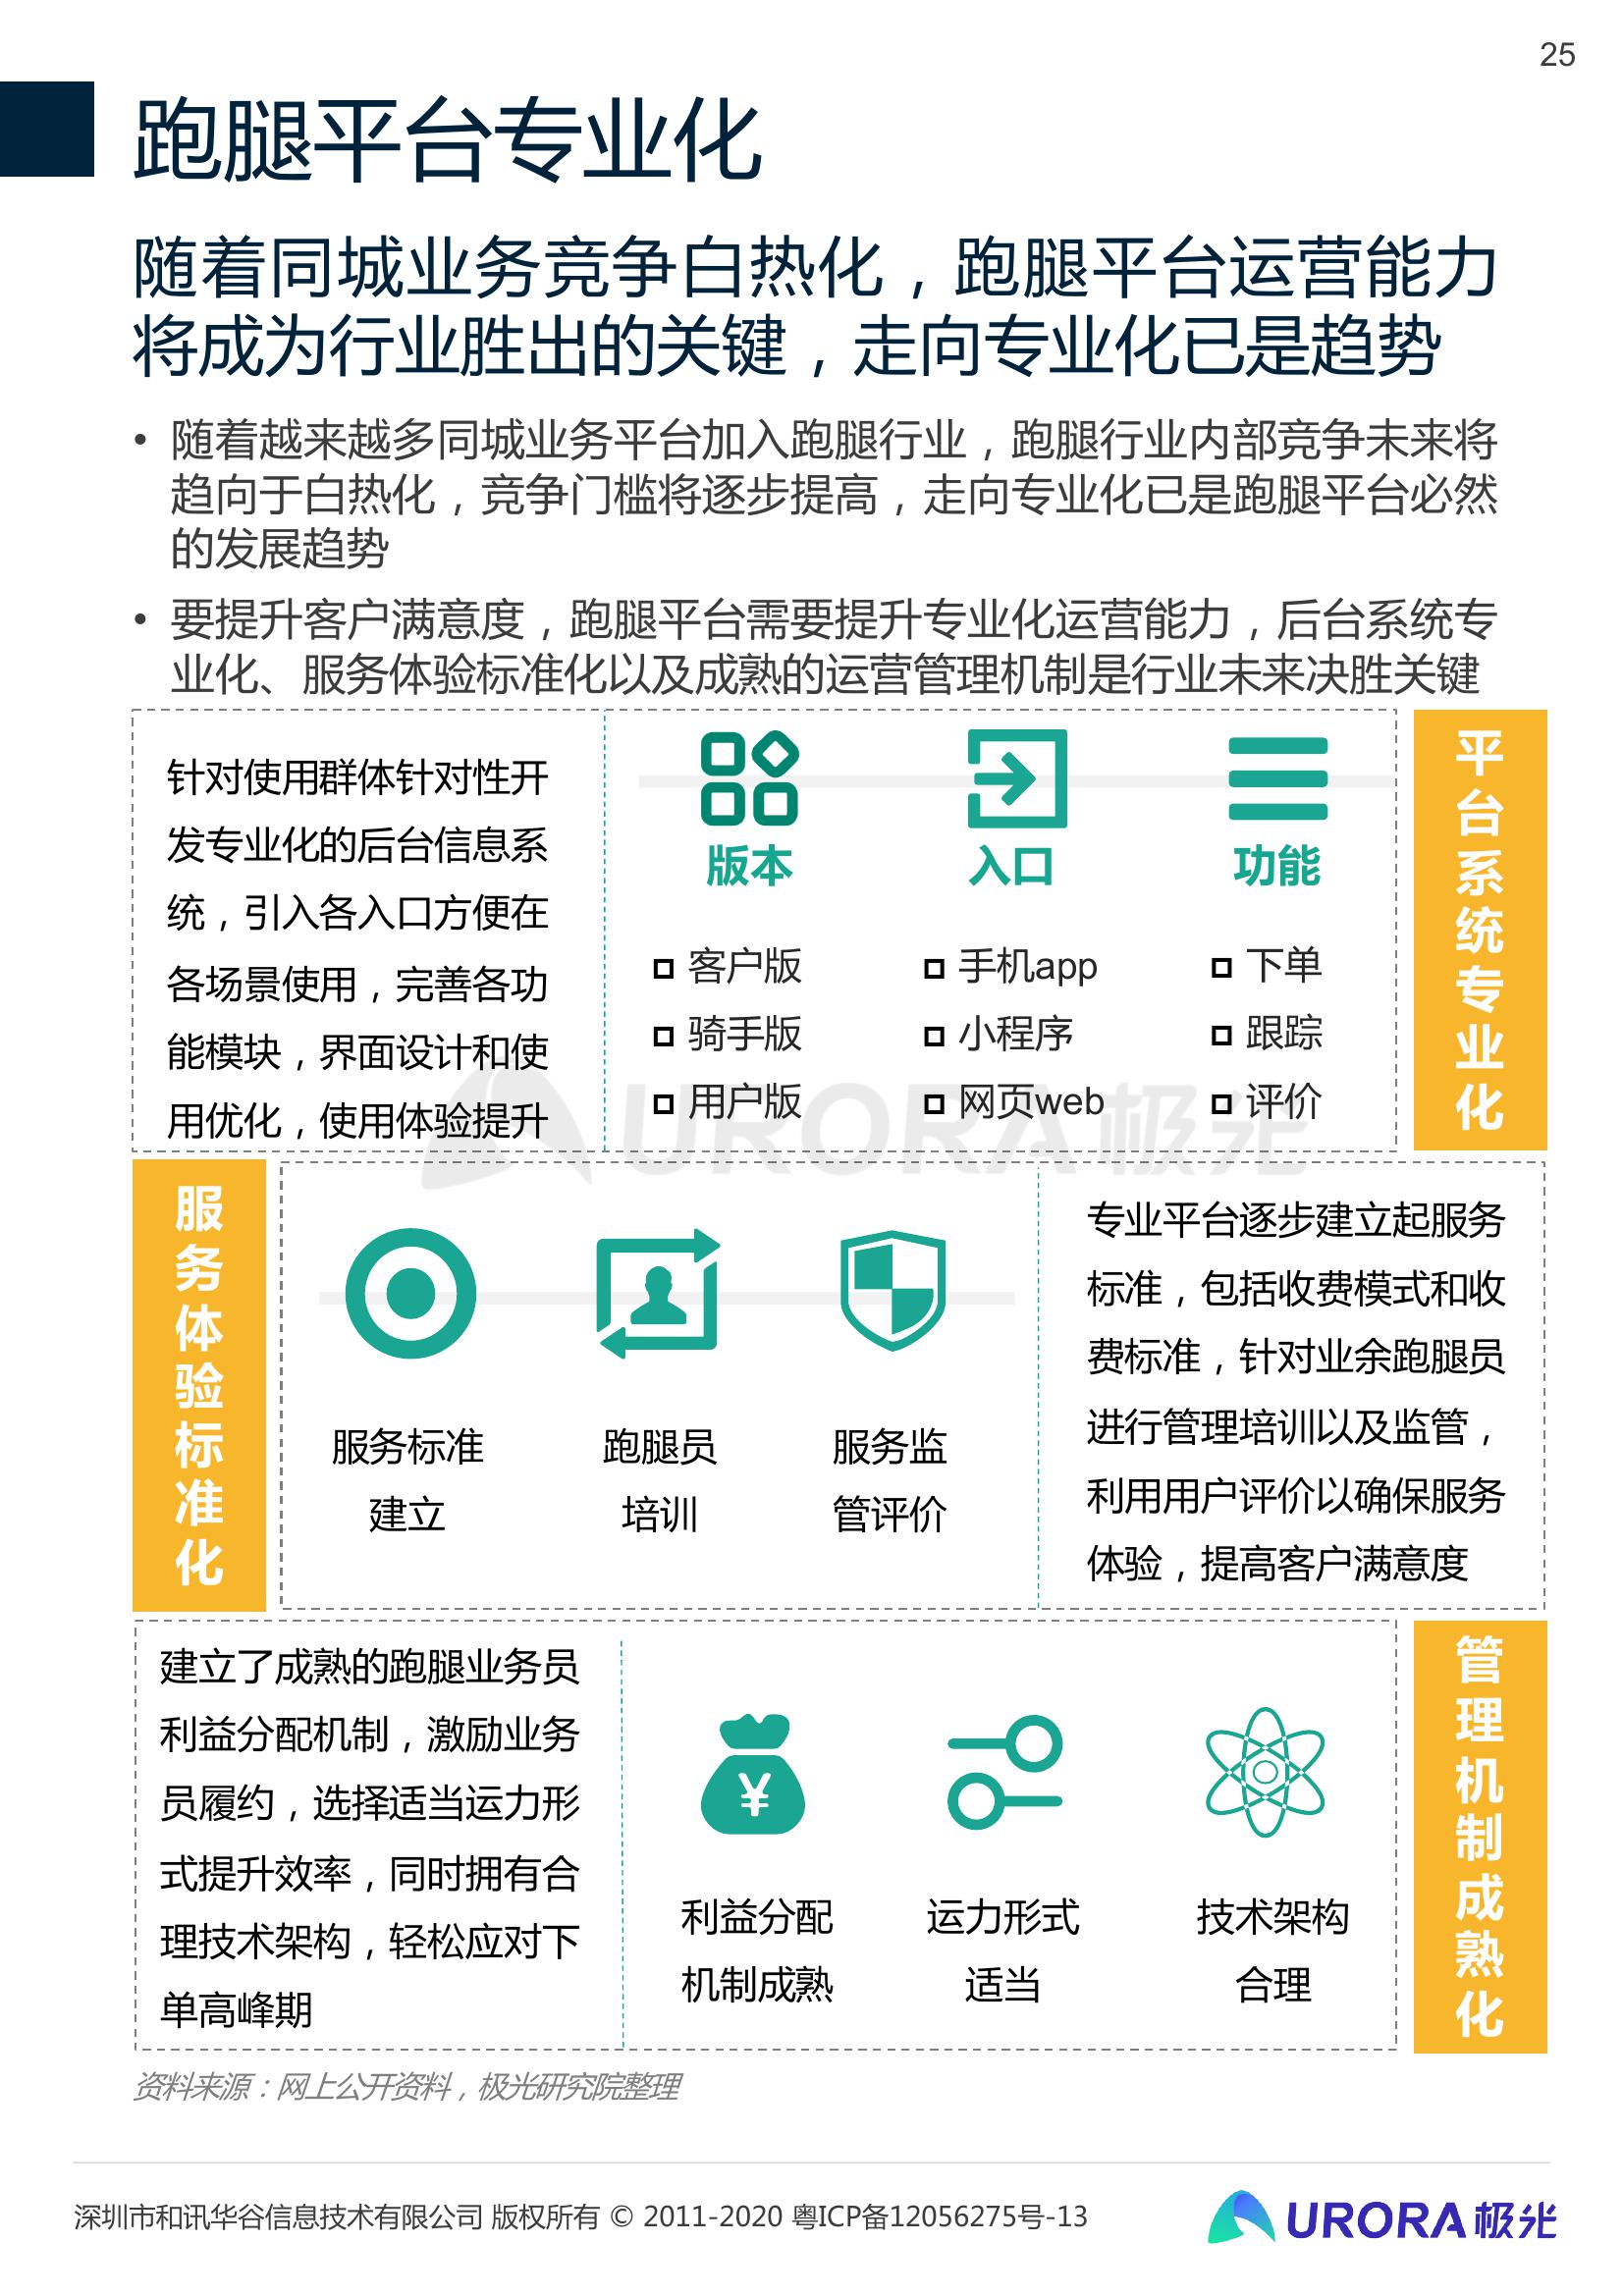 25
跑腿平台专业化
随着同城业务竞争白热化，跑腿平台运营能力
将成为行业胜出的关键，走向专业化已是趋势
• 随着越来越多同城业务平台加入跑腿行业，跑腿行业内部竞争未来将
趋向于白热化，竞争门槛将逐步提高，走向专业化已是跑腿平台必然
的发展趋势
• 要提升客户满意度，跑腿平台需要提升专业化运营能力，后台系统专
业化、服务体验标准化以及成熟的运营管理机制是行业未来决胜关键
针对使用群体针对性开
发专业化的后台信息系
统，引入各入口方便在
各场景使用，完善各功
能模块，界面设计和使
用优化，使用体验提升
版本
客户版
骑手版
用户版
入口
手机app
小程序
网页web
功能
下单
跟踪
评价
平台系统专业化
URORA 极光
服务体验标准化
服务标准
建立
跑腿员
培训
服务监
管评价
专业平台逐步建立起服务
标准，包括收费模式和收
费标准，针对业余跑腿员
进行管理培训以及监管，
利用用户评价以确保服务
体验，提高客户满意度
建立了成熟的跑腿业务员
利益分配机制，激励业务
员履约，选择适当运力形
式提升效率，同时拥有合
理技术架构，轻松应对下
单高峰期
¥
利益分配
机制成熟
运力形式
适当
技术架构
合理
管理机制成熟化
资料来源：网上公开资料，极光研究院整理
深圳市和讯华谷信息技术有限公司 版权所有 © 2011-2020 粤ICP备12056275号-13
URORA 极光